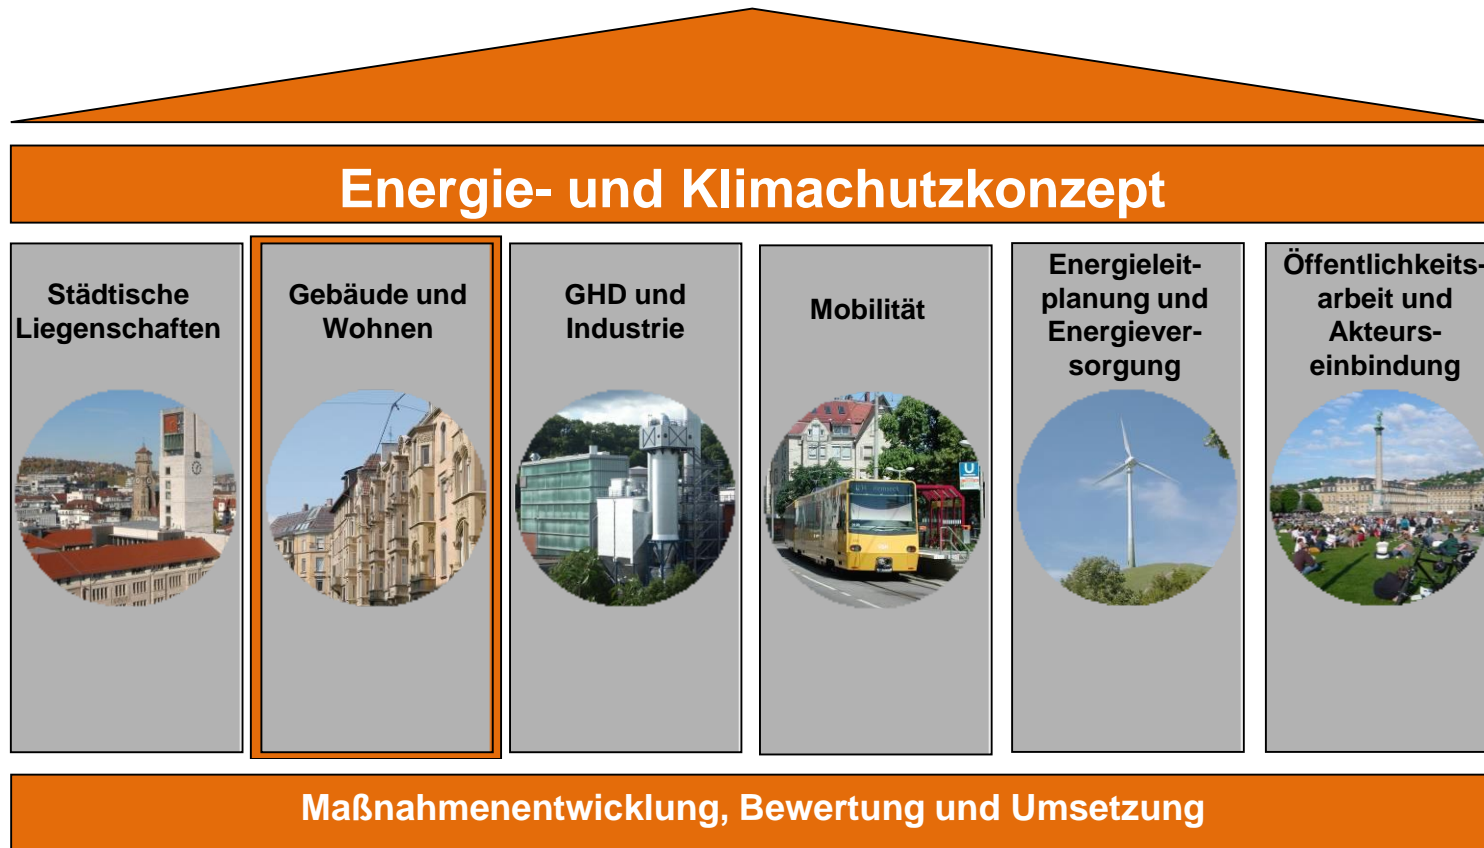 Energie- und Klimachutzkonzept
Städtische
Liegenschaften
Gebäude und
Wohnen
GHD und
Industrie
Mobilität
Energieleit-
planung und
Energiever-
sorgung
Öffentlichkeits-
arbeit und
Akteurs-
einbindung
U
Maßnahmenentwicklung, Bewertung und Umsetzung